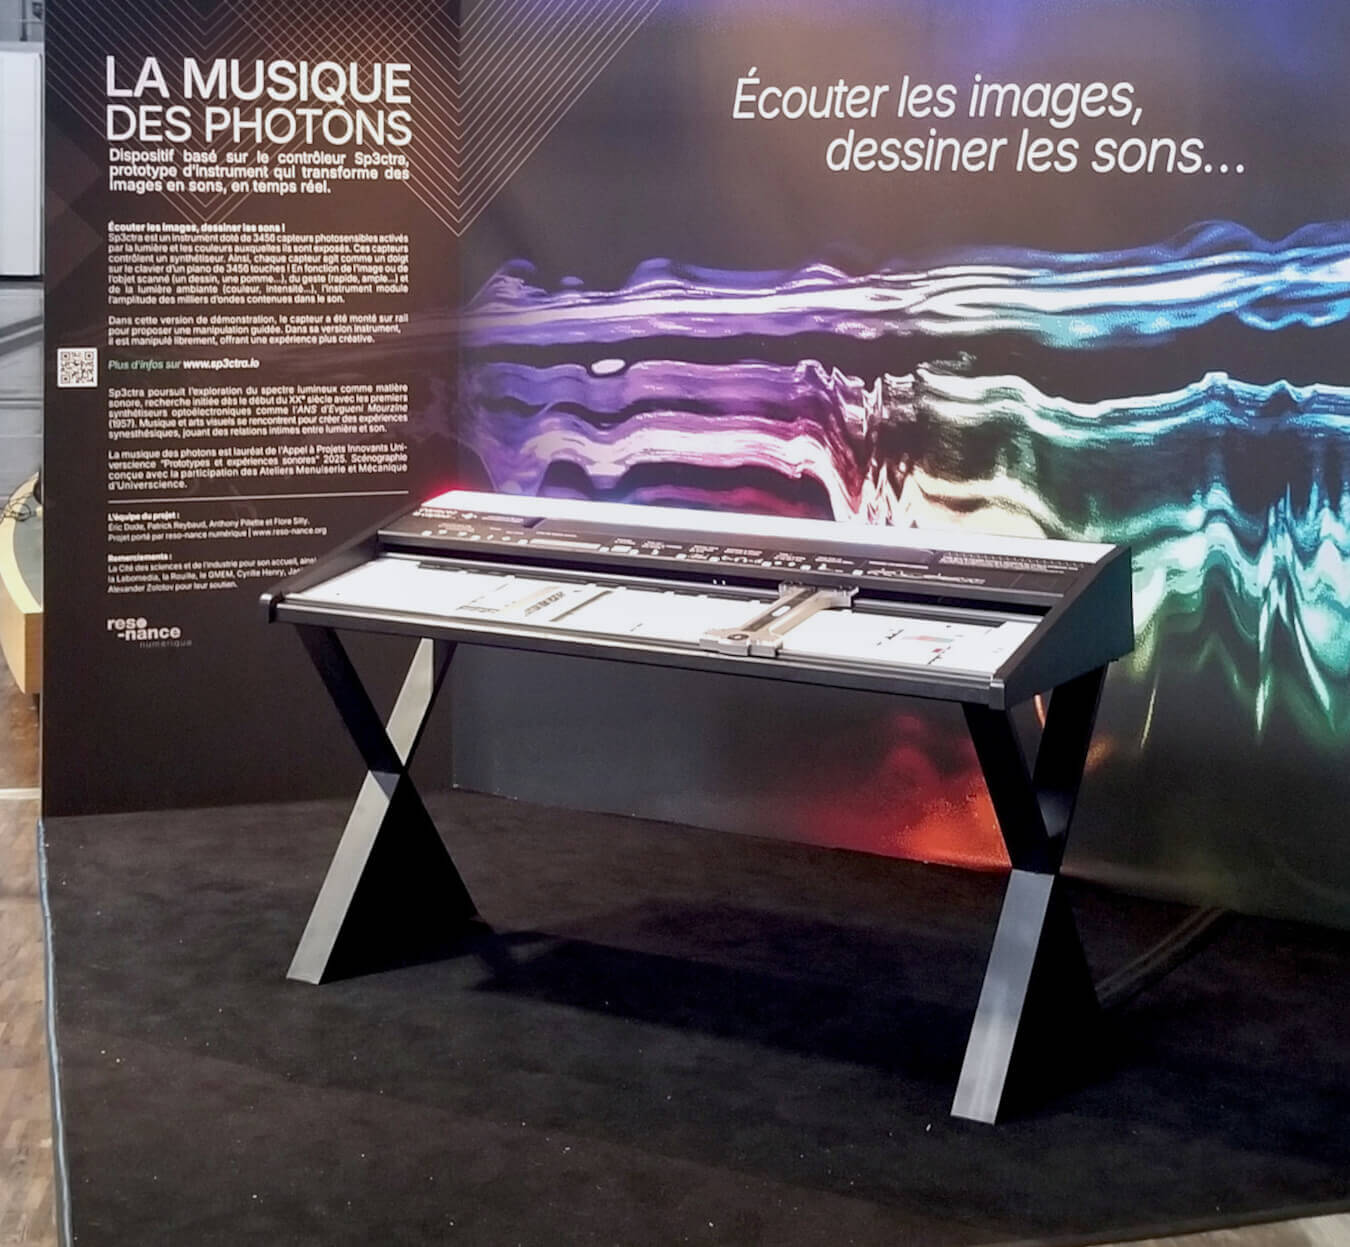 LA MUSIQUE
DES PHOTONS
Dispositif basé sur le contrôleur Sp3ctra,
prototype d'instrument qui transforme des
images en sons, en temps réel.
Écouter les images, dessiner les sons !
Sp3ctra est un instrument doté de 3456 capteurs photosensibles activés
par la lumière et les couleurs auxquelles ils sont exposés. Ces capteurs
contrôlent un synthétiseur. Ainsi, chaque capteur agit comme un doigt
sur le clavier d'un piano de 3456 touches ! En fonction de l'image ou de
l'objet scanné (un dessin, une pomme...), du geste (rapide, ample...) et
de la lumière ambiante (couleur, intensité...), l'instrument module
l'amplitude des milliers d'ondes contenues dans le son.
Dans cette version de démonstration, le capteur a été monté sur rail
pour proposer une manipulation guidée. Dans sa version instrument,
il est manipulé librement, offrant une expérience plus créative.
Plus d'infos sur www.sp3ctra.io
Sp3ctra poursuit l'exploration du spectre lumineux comme matière
sonore, recherche initiée dès le début du XXe siècle avec les premiers
synthétiseurs optoélectroniques comme l'ANS d'Evgueni Mourzine
(1957). Musique et arts visuels se rencontrent pour créer des expériences
synesthésiques, jouant des relations intimes entre lumière et son.
La musique des photons est lauréat de l'Appel à Projets Innovants Uni-
verscience "Prototypes et expériences sonores" 2025. Scénographie
conçue avec la participation des Ateliers Menuiserie et Mécanique
d'Universcience.
L'équipe du projet :
Eric Dude, Patrick Reybaud, Anthony Pillette et Flore Silly.
Projet porté par reso-nance numérique | www.reso-nance.org
Remerciements :
La Cité des sciences et de l'industrie pour son accueil, ainsi
la Labomedia, la Rouille, le GMEM, Cyrille Henry,
Alexander Zolotov pour leur soutien.
reso
-nance
numérique
Écouter les images,
dessiner les sons...